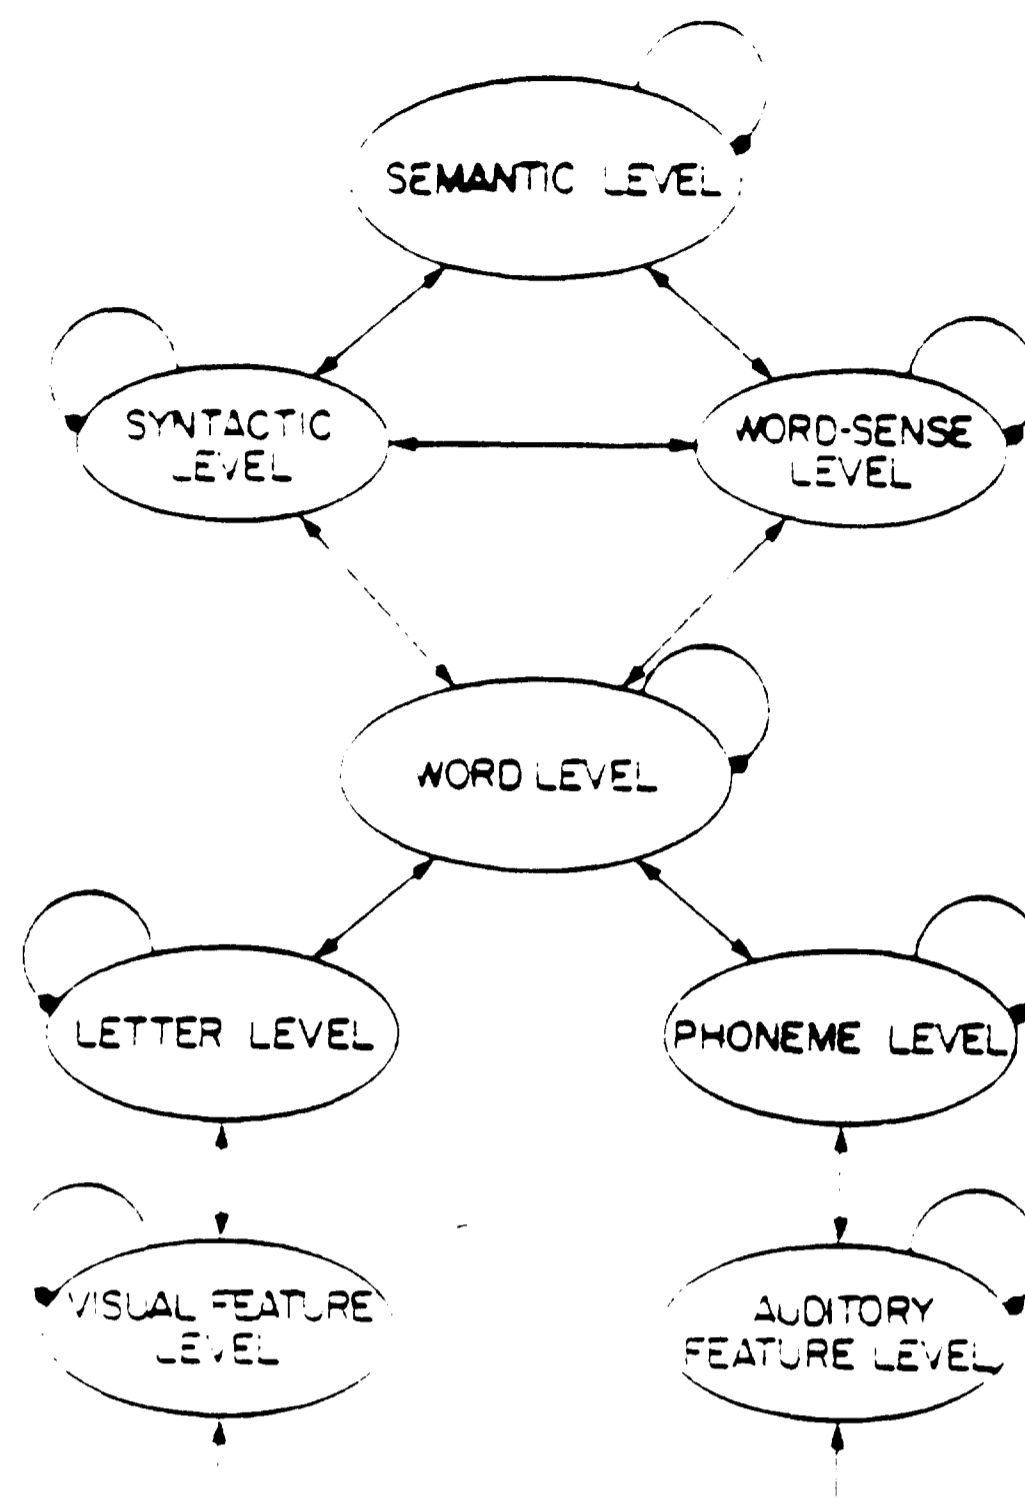 SEMANTIC LEVEL
SYNTACTIC
LEVEL
WORD-SENSE
LEVEL
WORD LEVEL
LETTER LEVEL
PHONEME LEVEL
VISUAL FEATURE
LEVEL
AUDITORY
FEATURE LEVEL